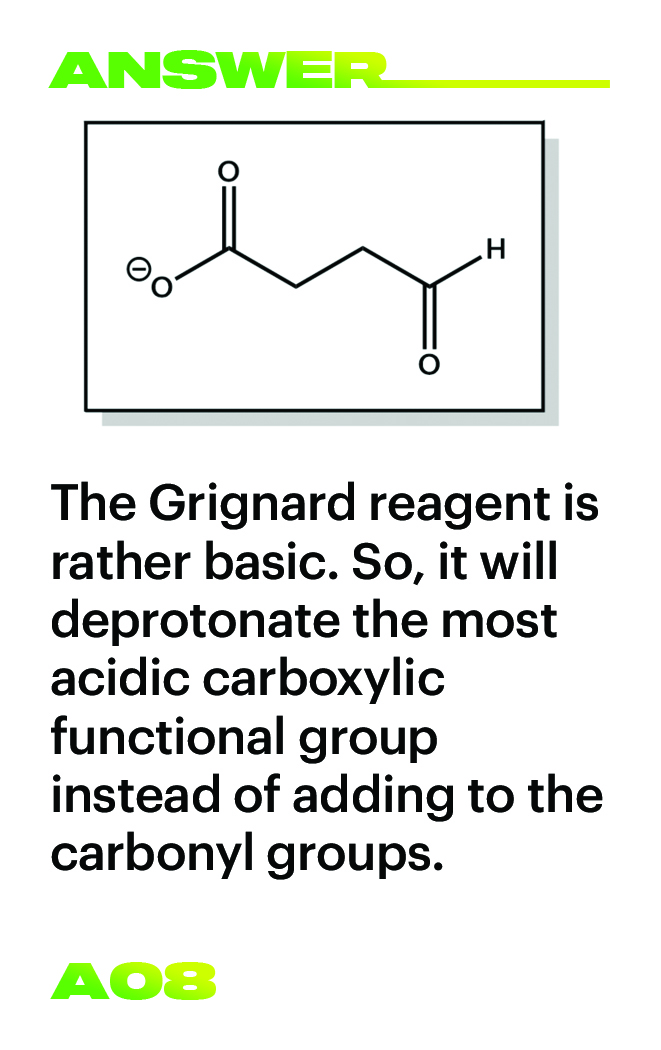 ANSWER
O
⊖O
H
O
The Grignard reagent is
rather basic. So, it will
deprotonate the most
acidic carboxylic
functional group
instead of adding to the
carbonyl groups.
A08